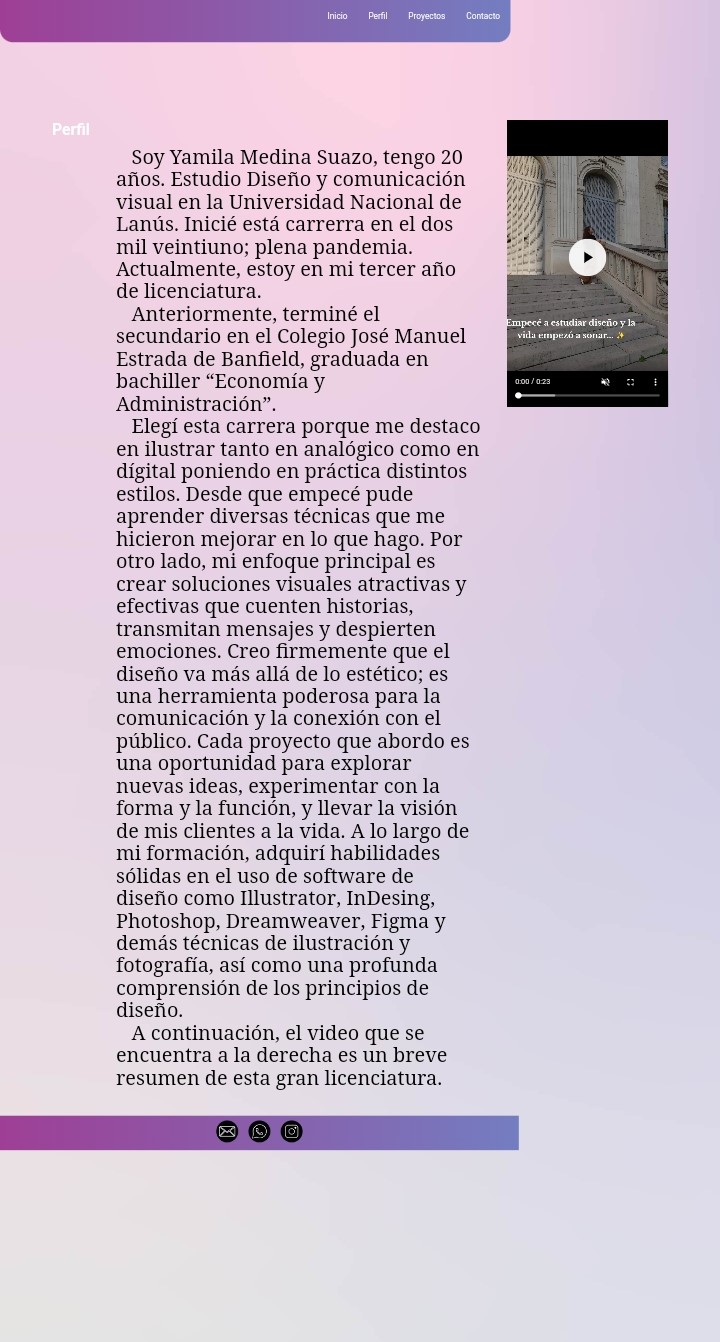 Inicio Perfil Proyectos Contacto
Perfil
Soy Yamila Medina Suazo, tengo 20
años. Estudio Diseño y comunicación
visual en la Universidad Nacional de
Lanús. Inicié está carrerra en el dos
mil veintiuno; plena pandemia.
Actualmente, estoy en mi tercer año
de licenciatura.
Anteriormente, terminé el
secundario en el Colegio José Manuel
Estrada de Banfield, graduada en
bachiller “Economía y
Administración”.
Elegí esta carrera porque me destaco
en ilustrar tanto en analógico como en
dígital poniendo en práctica distintos
estilos. Desde que empecé pude
aprender diversas técnicas que me
hicieron mejorar en lo que hago. Por
otro lado, mi enfoque principal es
crear soluciones visuales atractivas y
efectivas que cuenten historias,
transmitan mensajes y despierten
emociones. Creo firmemente que el
diseño va más allá de lo estético; es
una herramienta poderosa para la
comunicación y la conexión con el
público. Cada proyecto que abordo es
una oportunidad para explorar
nuevas ideas, experimentar con la
forma y la función, y llevar la visión
de mis clientes a la vida. A lo largo de
mi formación, adquirí habilidades
sólidas en el uso de software de
diseño como Illustrator, InDesing,
Photoshop, Dreamweaver, Figma y
demás técnicas de ilustración y
fotografía, así como una profunda
comprensión de los principios de
diseño.
A continuación, el video que se
encuentra a la derecha es un breve
resumen de esta gran licenciatura.
Empecé a estudiar diseño y la
vida empezó a sonar... ✨
0:00 / 0:23